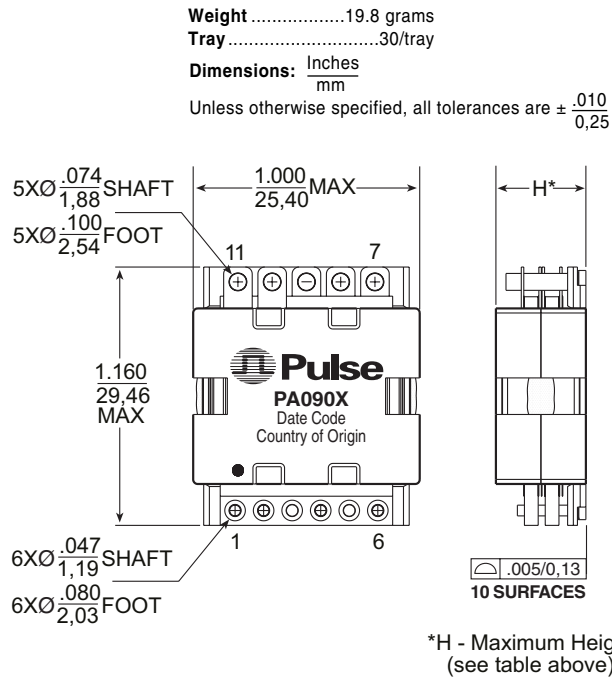 Weight ..................19.8 grams
Tray ..............................30/tray
Dimensions: Inches
mm
Unless otherwise specified, all tolerances are ± .010
0,25
5XØ .074 SHAFT
1,88
5XØ .100 FOOT
2,54
1.000 MAX
25,40
H*
11
7
1.160
29,46
MAX
Pulse
PA090X
Date Code
Country of Origin
1
6
6XØ .047 SHAFT
1,19
6XØ .080 FOOT
2,03
.005/0,13
10 SURFACES
*H - Maximum Heig
(see table above)